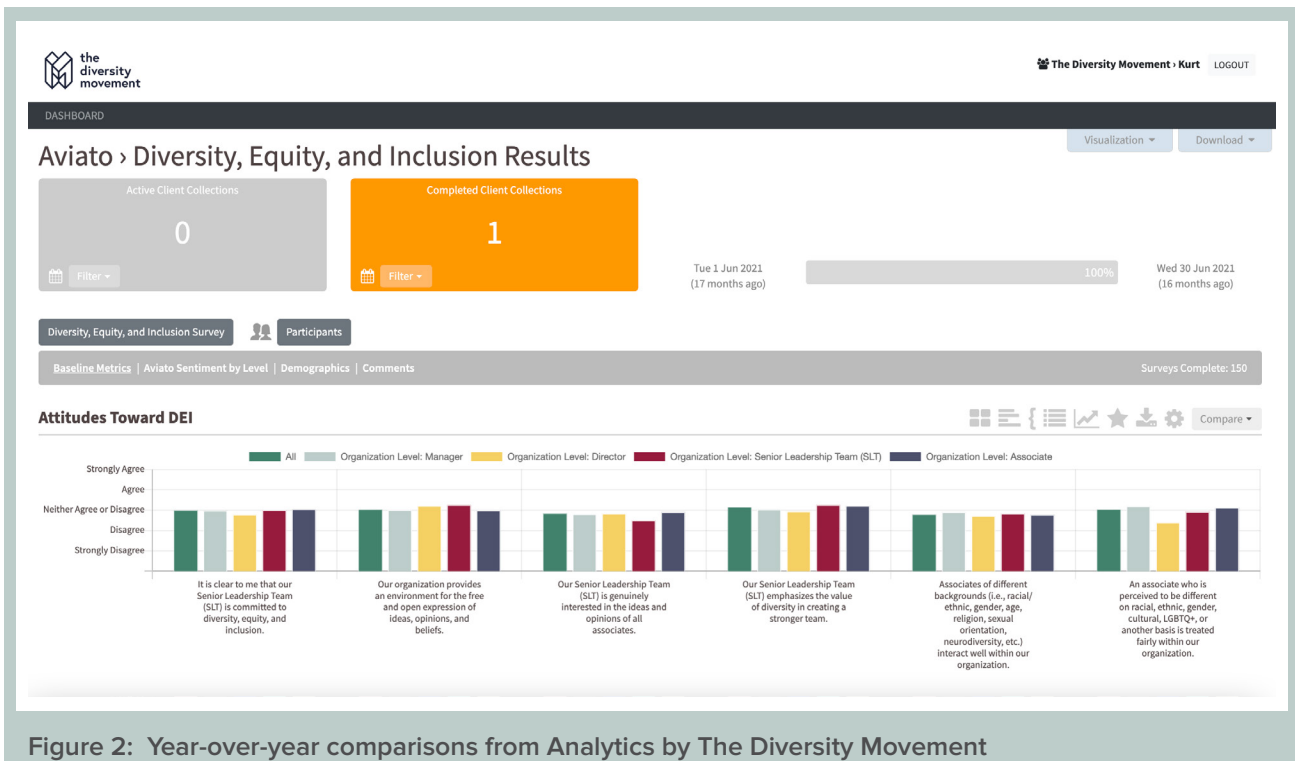 the
diversity
movement
The Diversity Movement › Kurt LOGOUT
DASHBOARD
Visualization Download
Aviato › Diversity, Equity, and Inclusion Results
Active Client Collections
0
Filter
Completed Client Collections
1
Filter
Tue 1 Jun 2021
(17 months ago)
100%
Wed 30 Jun 2021
(16 months ago)
Diversity, Equity, and Inclusion Survey Participants
Baseline Metrics | Aviato Sentiment by Level | Demographics | Comments Surveys Complete: 150
Attitudes Toward DEI
Compare
All Organization Level: Manager Organization Level: Director Organization Level: Senior Leadership Team (SLT) Organization Level: Associate
Strongly Agree
Agree
Neither Agree or Disagree
Disagree
Strongly Disagree
It is clear to me that our
Senior Leadership Team
(SLT) is committed to
diversity, equity, and
inclusion.
Our organization provides
an environment for the free
and open expression of
ideas, opinions, and
beliefs.
Our Senior Leadership Team
(SLT) is genuinely
interested in the ideas and
opinions of all
associates.
Our Senior Leadership Team
(SLT) emphasizes the value
of diversity in creating a
stronger team.
Associates of different
backgrounds (i.e., racial/
ethnic, gender, age,
religion, sexual
orientation,
neurodiversity, etc.)
interact well within our
organization.
An associate who is
perceived to be different
on racial, ethnic, gender,
cultural, LGBTQ+, or
another basis is treated
fairly within our
organization.
Figure 2: Year-over-year comparisons from Analytics by The Diversity Movement